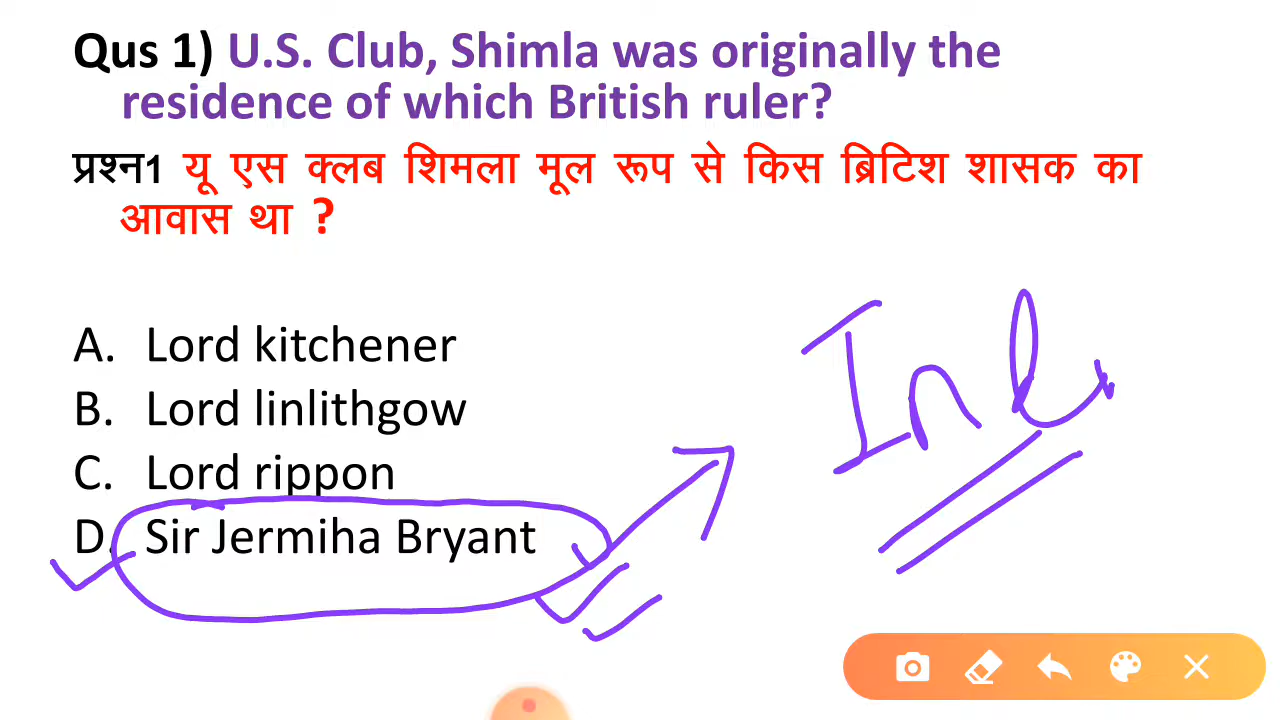 Qus 1) U.S. Club, Shimla was originally the
residence of which British ruler?
प्रश्न1 यू एस क्लब शिमला मूल रूप से किस ब्रिटिश शासक का
आवास था ?
A. Lord kitchener
B. Lord linlithgow
C. Lord rippon
D. Sir Jermiha Bryant